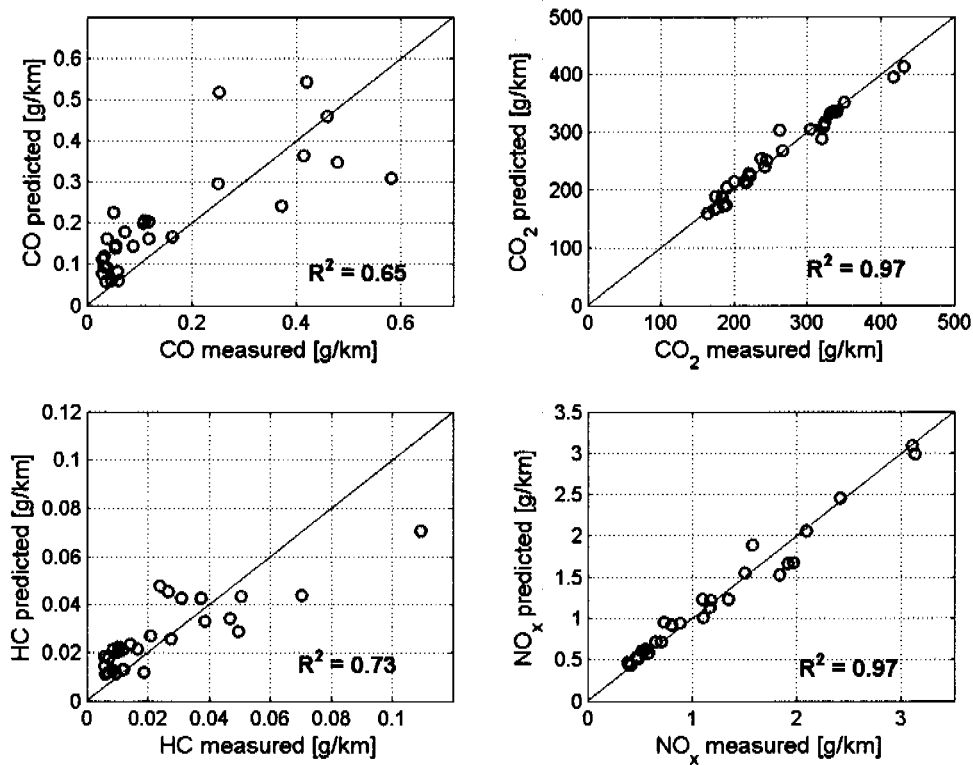 0.6
0.5
0.4
0.3
0.2
0.1
0
CO predicted [g/km]
R² = 0.65
0 0.2 0.4 0.6
CO measured [g/km]
500
400
300
200
100
0
CO₂ predicted [g/km]
R² = 0.97
0 100 200 300 400 500
CO₂ measured [g/km]
0.12
0.1
0.08
0.06
0.04
0.02
0
HC predicted [g/km]
R² = 0.73
0 0.02 0.04 0.06 0.08 0.1
HC measured [g/km]
3.5
3
2.5
2
1.5
1
0.5
0
NOₓ predicted [g/km]
R² = 0.97
0 1 2 3
NOₓ measured [g/km]